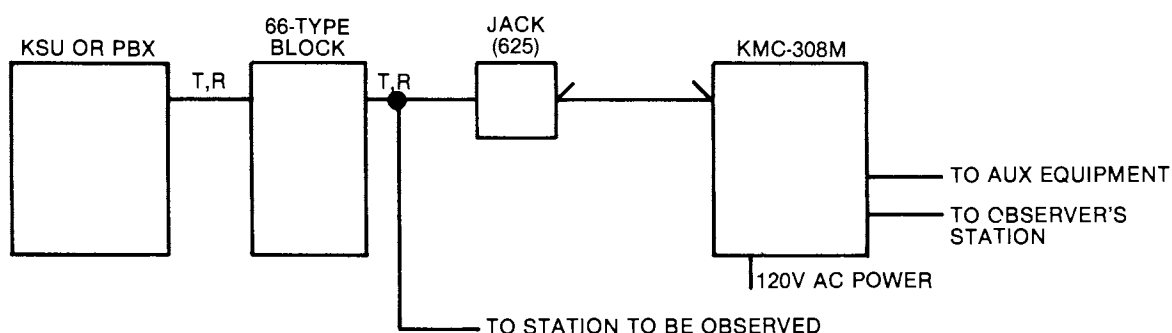 KSU OR PBX
66-TYPE
BLOCK
JACK
(625)
KMC-308M
T,R
T,R
TO AUX EQUIPMENT
TO OBSERVER'S
STATION
120V AC POWER
TO STATION TO BE OBSERVED